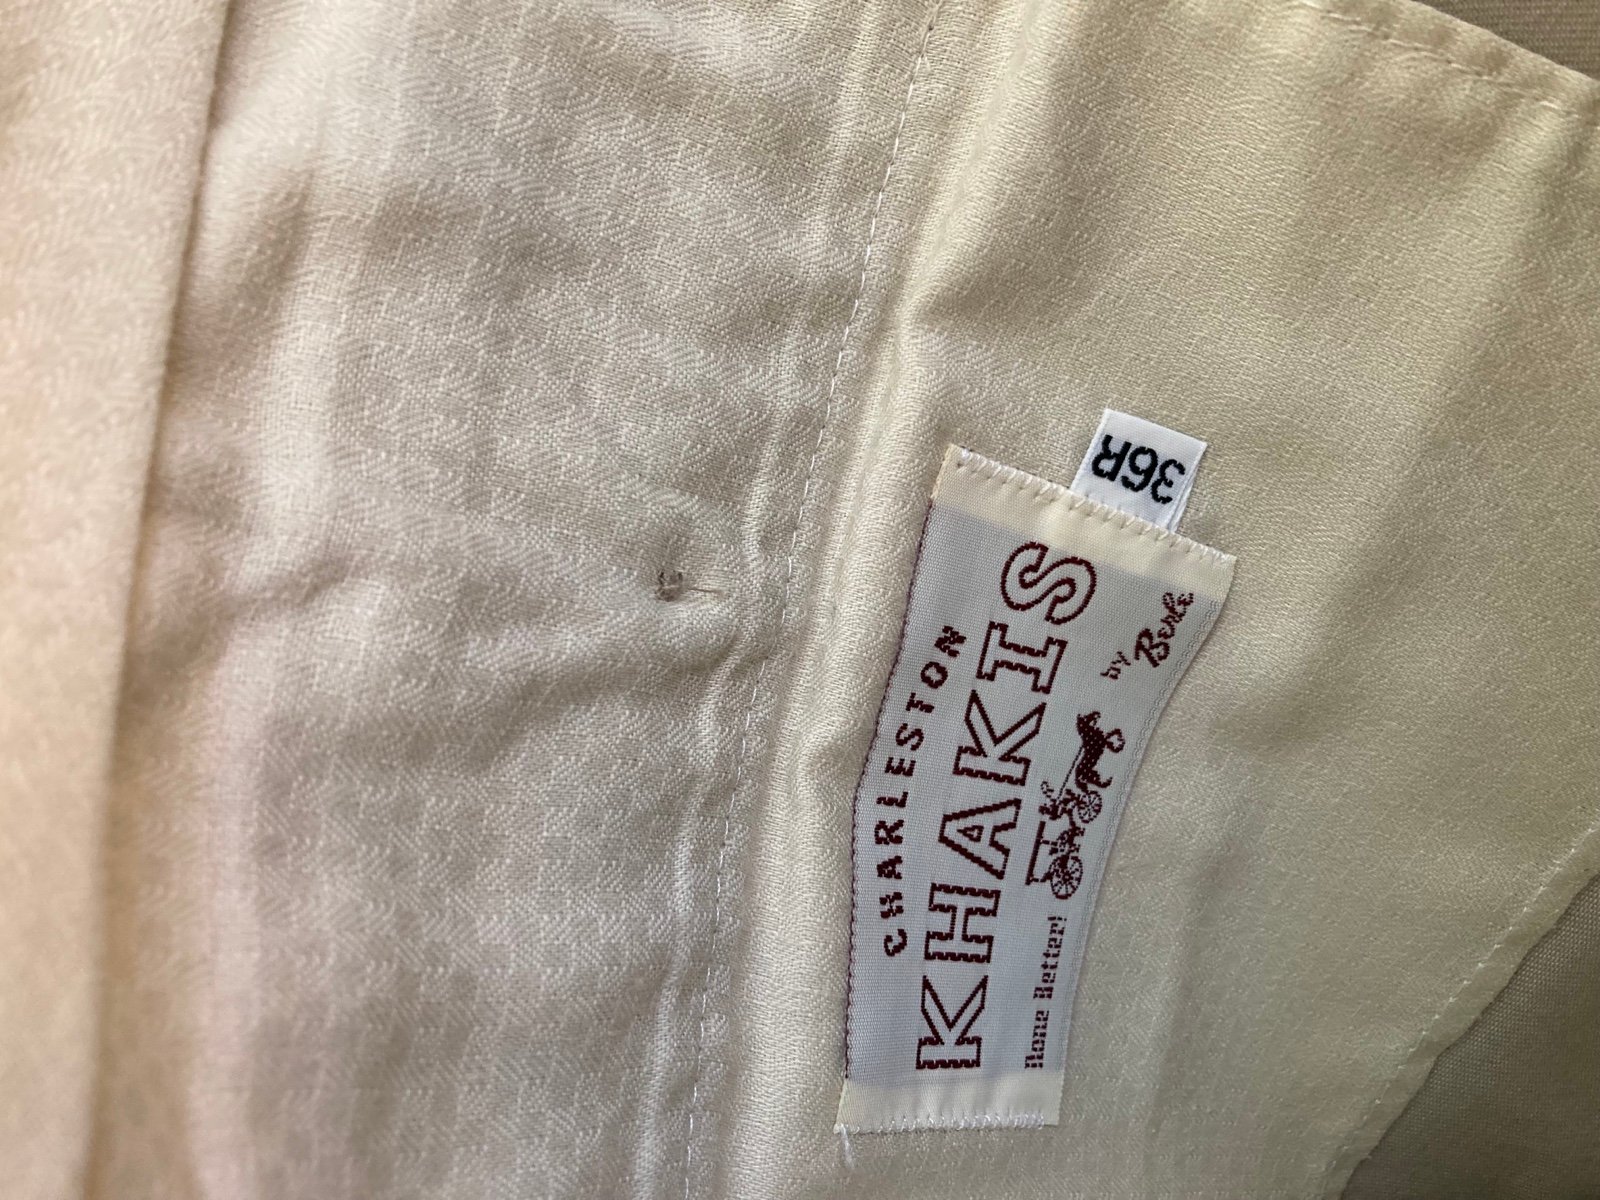 36R
CHARLESTON
KHAKIS
by Berle
None Better!